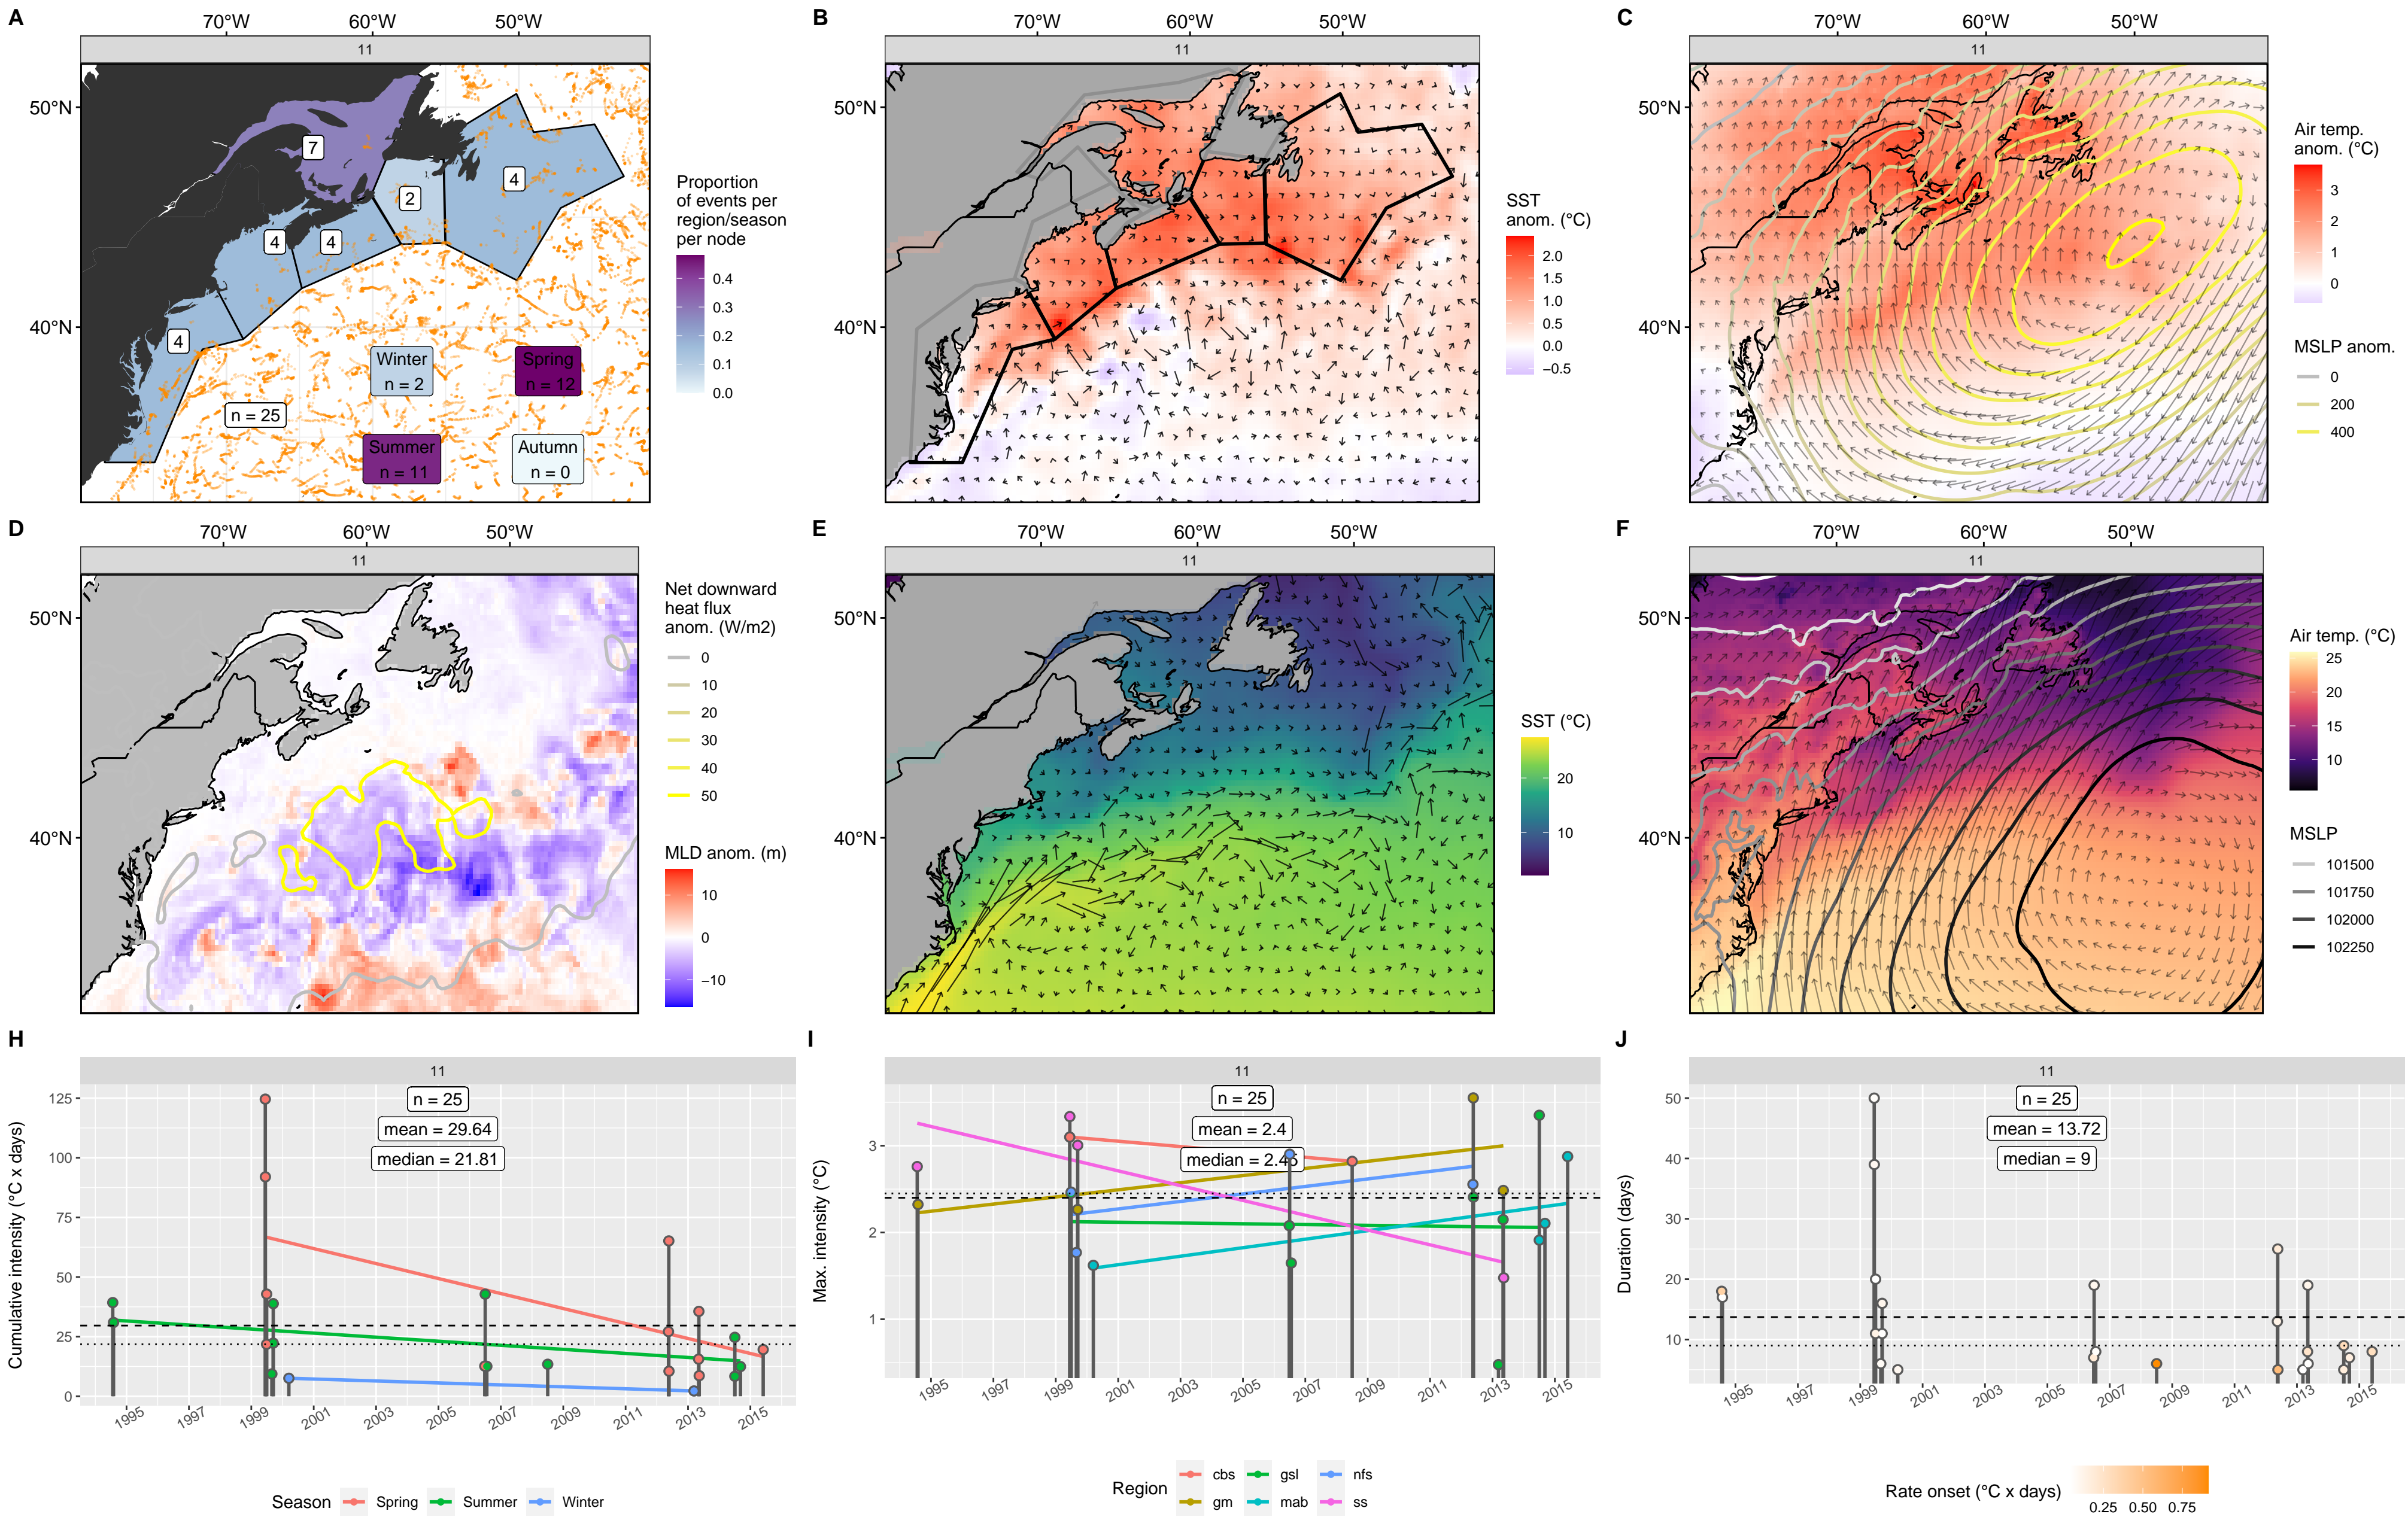 A
70°W 60°W 50°W
11
50°N
40°N
7
2
4
4
4
4
n = 25
Winter
n = 2
Spring
n = 12
Summer
n = 11
Autumn
n = 0
Proportion
of events per
region/season
per node
0.4
0.3
0.2
0.1
0.0
B
70°W 60°W 50°W
11
50°N
40°N
SST
anom. (°C)
2.0
1.5
1.0
0.5
0.0
−0.5
C
70°W 60°W 50°W
11
50°N
40°N
Air temp.
anom. (°C)
3
2
1
0
MSLP anom.
0
200
400
D
70°W 60°W 50°W
11
50°N
40°N
Net downward
heat flux
anom. (W/m2)
0
10
20
30
40
50
MLD anom. (m)
10
0
−10
E
70°W 60°W 50°W
11
50°N
40°N
SST (°C)
20
10
F
70°W 60°W 50°W
11
50°N
40°N
Air temp. (°C)
25
20
15
10
MSLP
101500
101750
102000
102250
H
11
n = 25
mean = 29.64
median = 21.81
Cumulative intensity (°C x days)
125
100
75
50
25
0
1995 1997 1999 2001 2003 2005 2007 2009 2011 2013 2015
Season Spring Summer Winter
I
11
n = 25
mean = 2.4
median = 2.45
Max. intensity (°C)
3
2
1
1995 1997 1999 2001 2003 2005 2007 2009 2011 2013 2015
Region cbs gsl nfs
gm mab ss
J
11
n = 25
mean = 13.72
median = 9
Duration (days)
50
40
30
20
10
1995 1997 1999 2001 2003 2005 2007 2009 2011 2013 2015
Rate onset (°C x days)
0.25 0.50 0.75